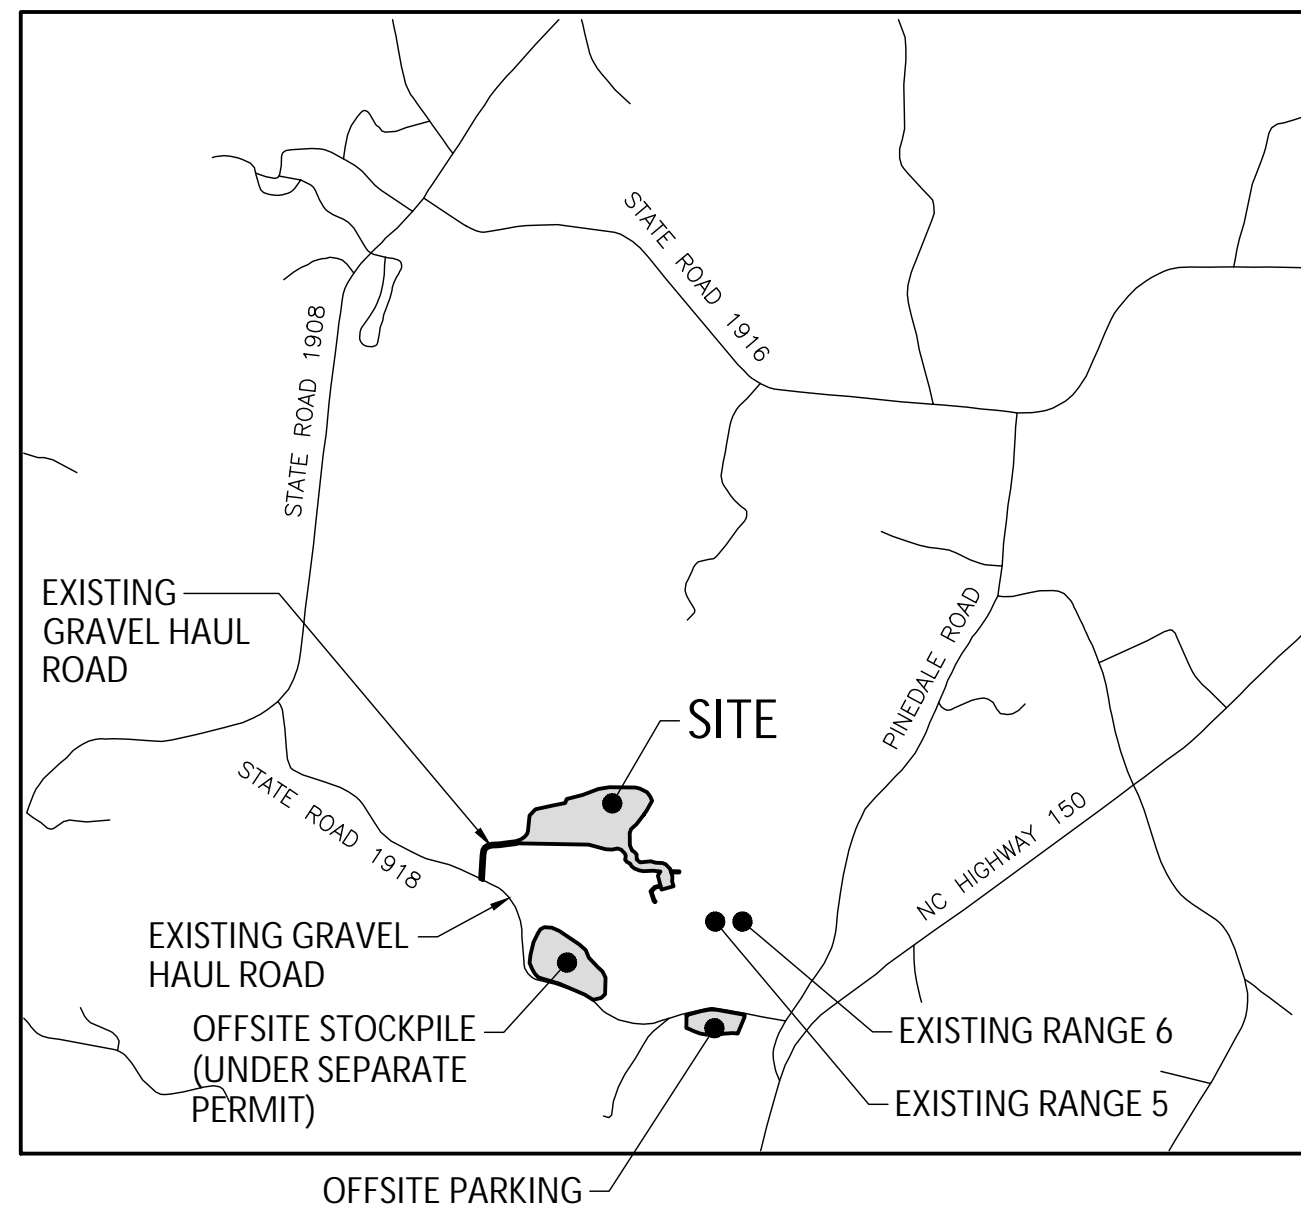 STATE ROAD 1916
STATE ROAD 1908
EXISTING
GRAVEL HAUL
ROAD
PINEDALE ROAD
SITE
STATE ROAD 1918
NC HIGHWAY 150
EXISTING GRAVEL
HAUL ROAD
OFFSITE STOCKPILE
(UNDER SEPARATE
PERMIT)
EXISTING RANGE 6
EXISTING RANGE 5
OFFSITE PARKING